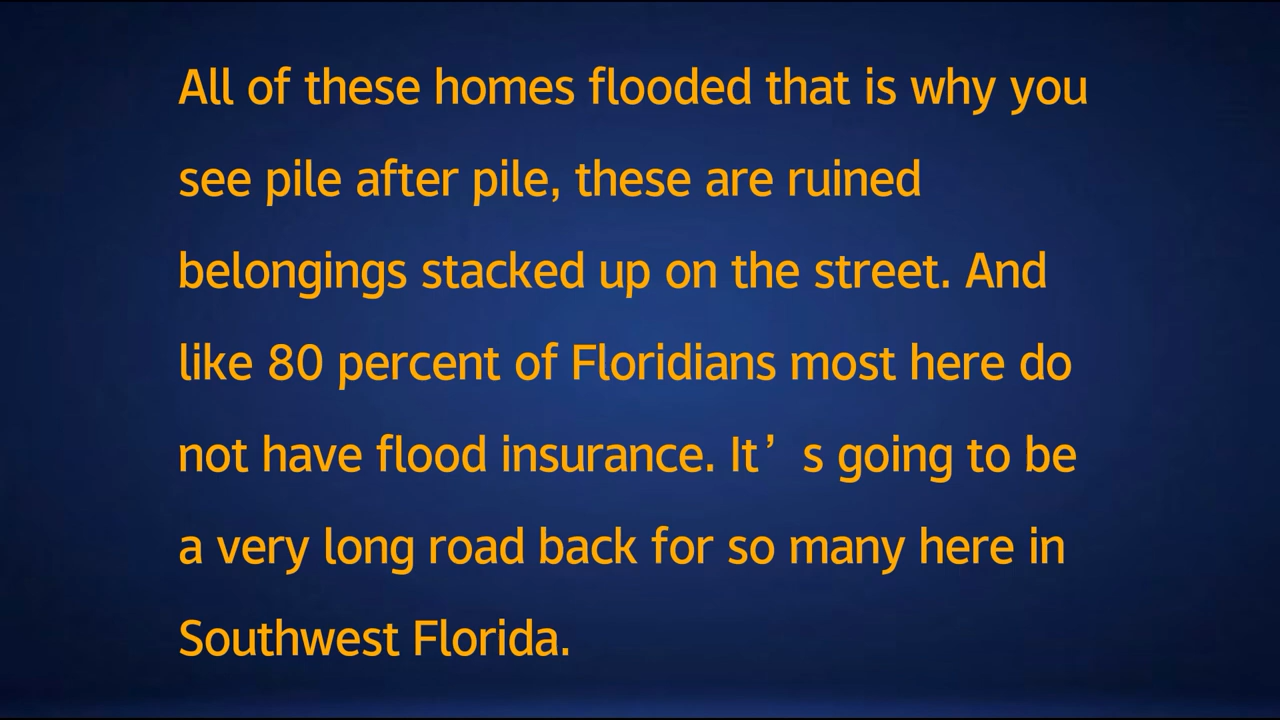 All of these homes flooded that is why you
see pile after pile, these are ruined
belongings stacked up on the street. And
like 80 percent of Floridians most here do
not have flood insurance. It’s going to be
a very long road back for so many here in
Southwest Florida.